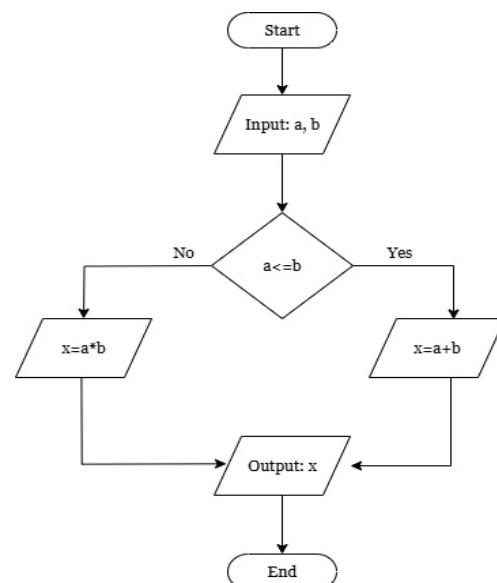 Start
Input: a, b
a<=b
No
Yes
x=a*b
x=a+b
Output: x
End